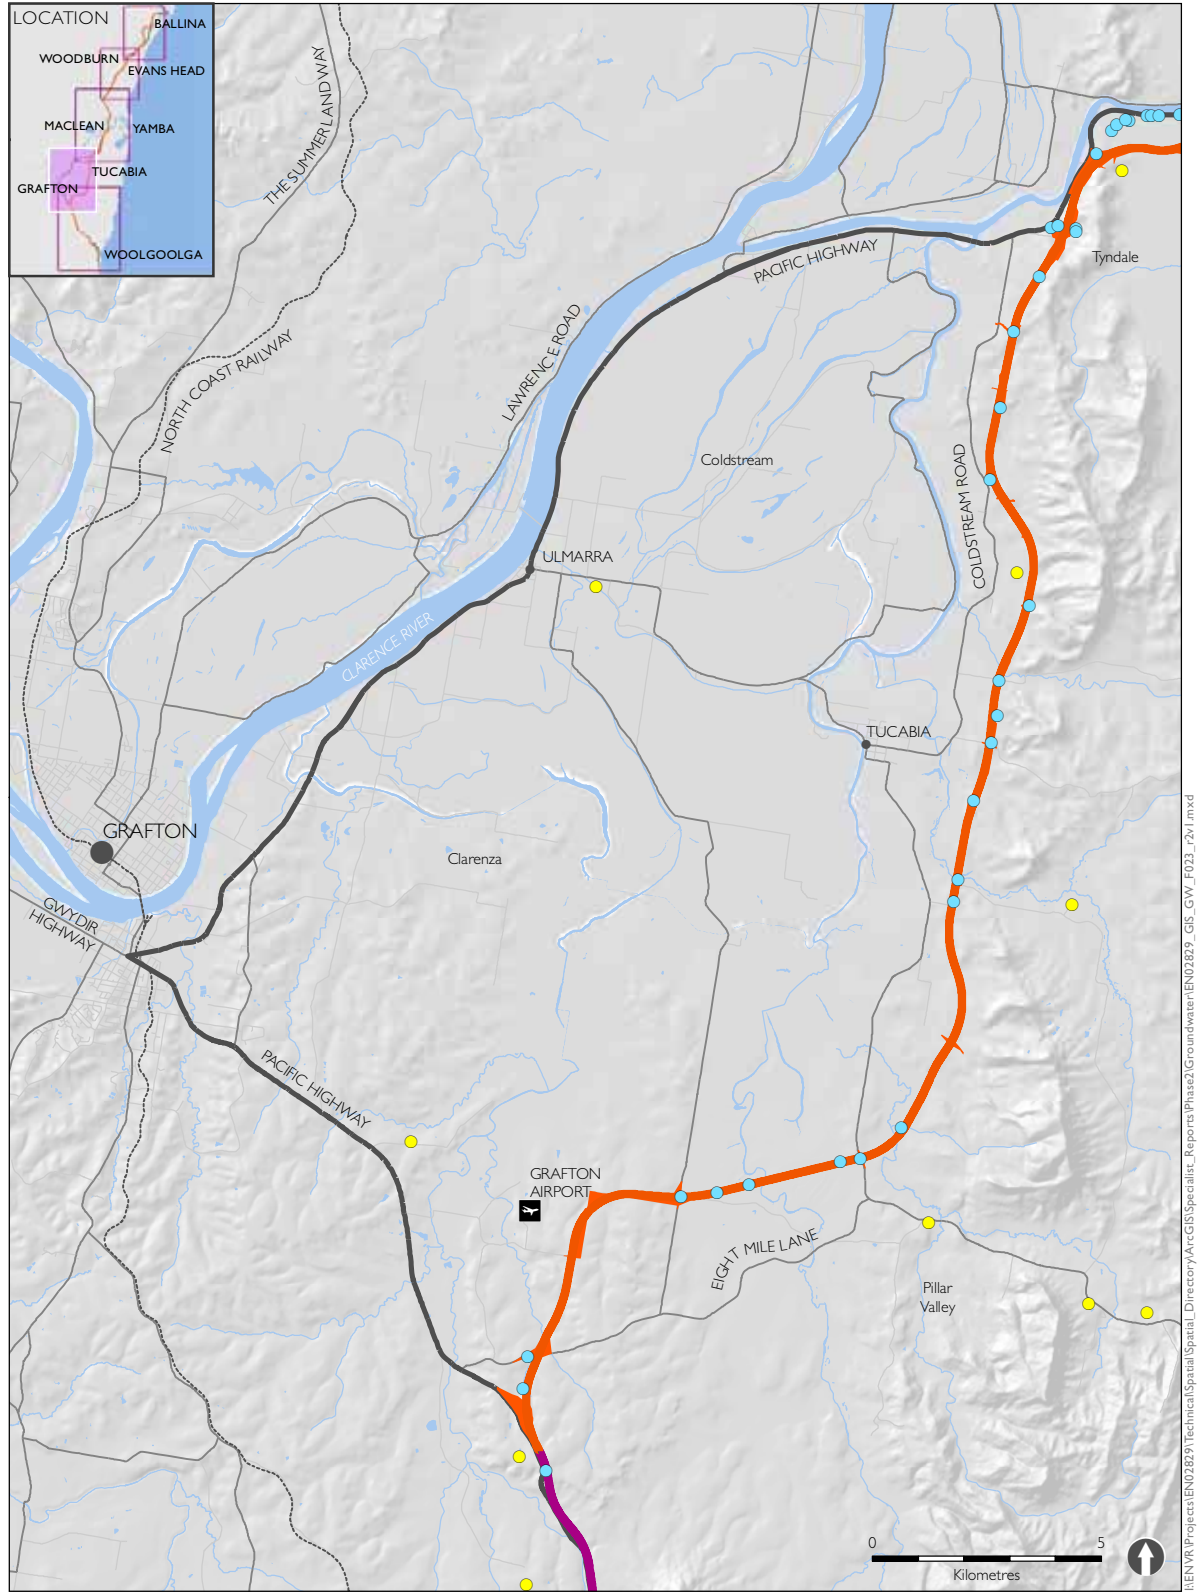 LOCATION
BALLINA
WOODBURN
EVANS HEAD
MACLEAN
YAMBA
TUCABIA
GRAFTON
WOOLGOOLGA
THE SUMMERLANDWAY
NORTH COAST RAILWAY
LAWRENCE ROAD
PACIFIC HIGHWAY
Tyndale
Coldstream
COLDSTREAM ROAD
ULMARRA
CLARENCE RIVER
TUCABIA
GRAFTON
Clarenza
GWYDIR
HIGHWAY
PACIFIC HIGHWAY
GRAFTON
AIRPORT
EIGHT MILE LANE
Pillar
Valley
0 5
Kilometres
\ENVR\Projects\EN02829\Technical\Spatial\Spatial_Directory\ArcGIS\Specialist_Reports\Phase2\Groundwater\EN02829_GIS_GW_F023_r2v1.mxd